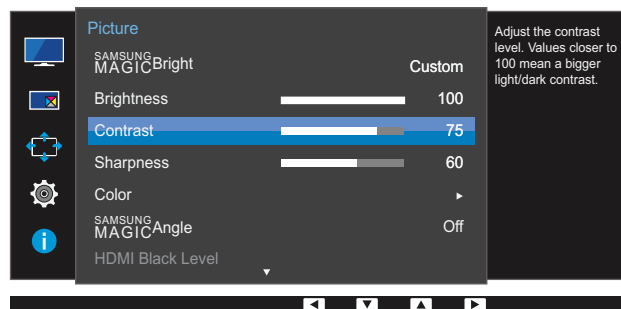 Picture
SAMSUNG
MAGICBright Custom
Brightness 100
Contrast 75
Sharpness 60
Color
SAMSUNG
MAGICAngle Off
HDMI Black Level
Adjust the contrast
level. Values closer to
100 mean a bigger
light/dark contrast.